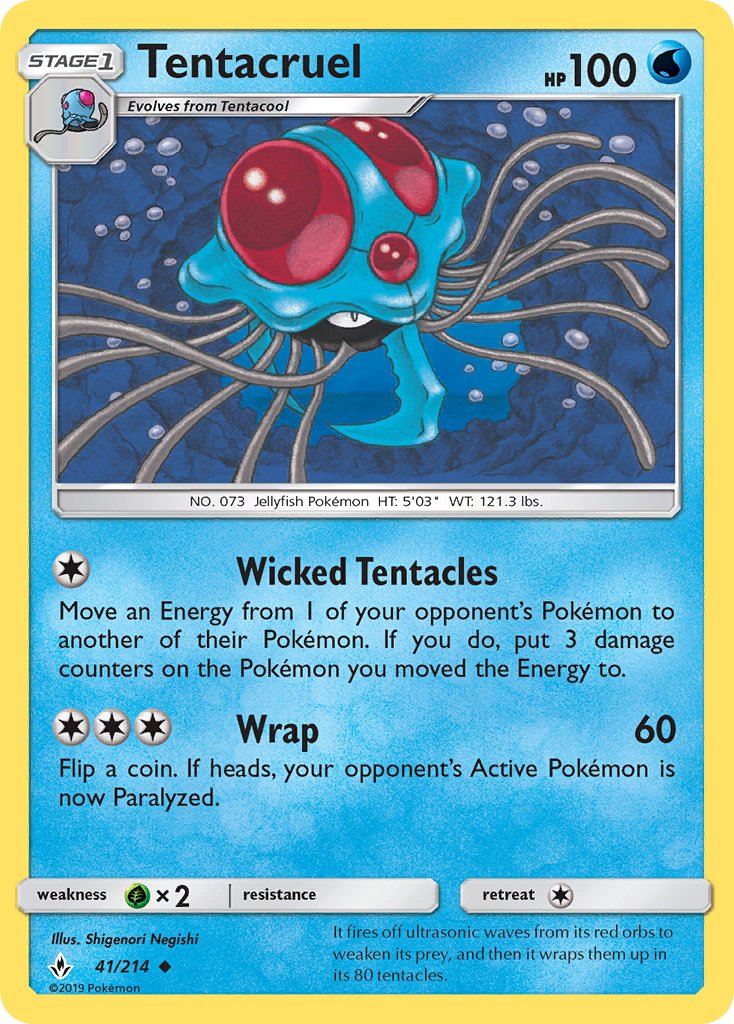 STAGE1
Tentacruel
HP 100
Evolves from Tentacool
NO. 073 Jellyfish Pokémon HT: 5'03" WT: 121.3 lbs.
Wicked Tentacles
Move an Energy from 1 of your opponent's Pokémon to
another of their Pokémon. If you do, put 3 damage
counters on the Pokémon you moved the Energy to.
Wrap 60
Flip a coin. If heads, your opponent's Active Pokémon is
now Paralyzed.
weakness × 2 resistance retreat
Illus. Shigenori Negishi
41/214
©2019 Pokémon
It fires off ultrasonic waves from its red orbs to
weaken its prey, and then it wraps them up in
its 80 tentacles.